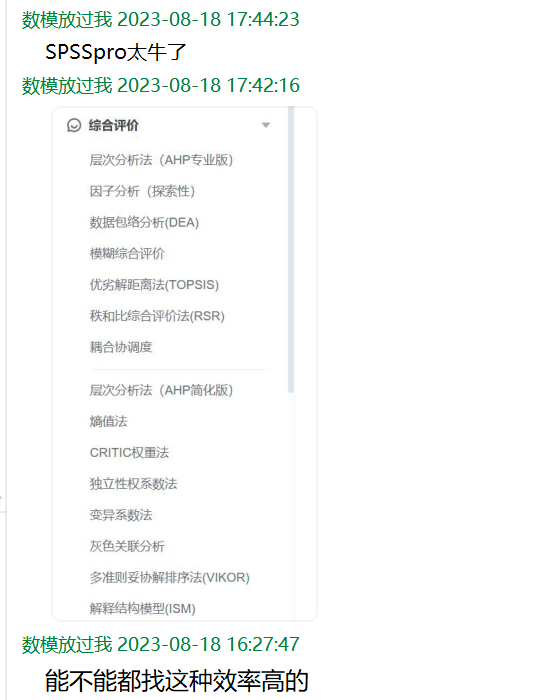 数模放过我 2023-08-18 17:44:23
SPSSpro太牛了
数模放过我 2023-08-18 17:42:16
综合评价
层次分析法（AHP专业版）
因子分析（探索性）
数据包络分析(DEA)
模糊综合评价
优劣解距离法(TOPSIS)
秩和比综合评价法(RSR)
耦合协调度
层次分析法（AHP简化版）
熵值法
CRITIC权重法
独立性权系数法
变异系数法
灰色关联分析
多准则妥协解排序法(VIKOR)
解释结构模型(ISM)
数模放过我 2023-08-18 16:27:47
能不能都找这种效率高的